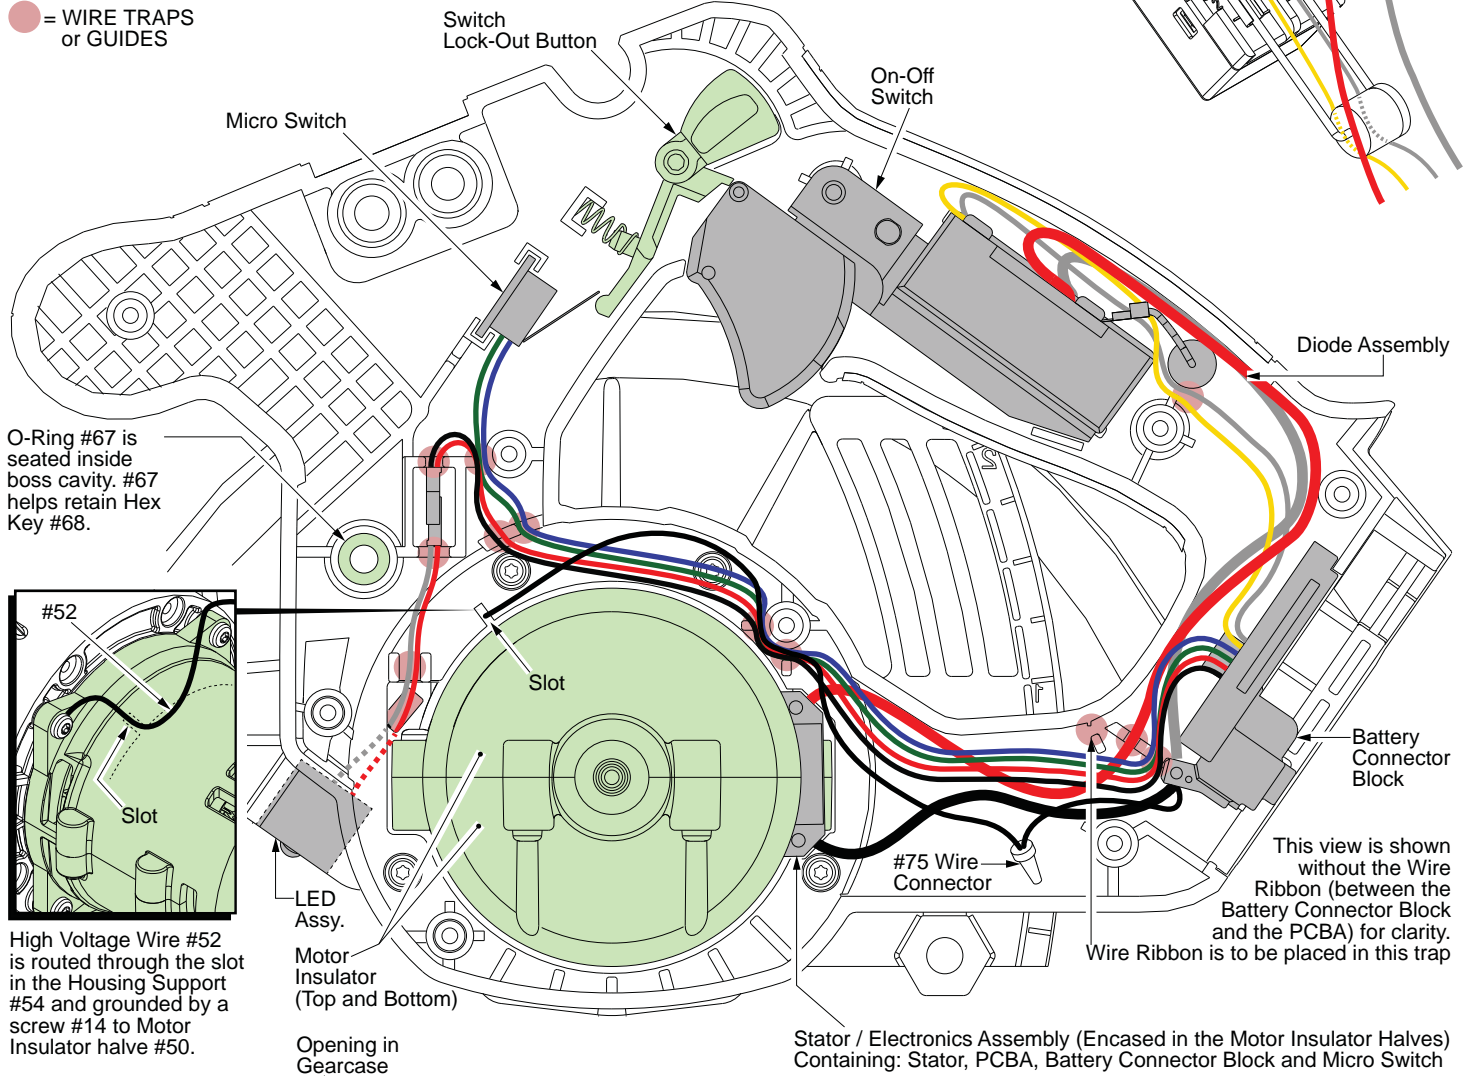 = WIRE TRAPS
or GUIDES
Switch
Lock-Out Button
On-Off
Switch
Micro Switch
Diode Assembly
O-Ring #67 is
seated inside
boss cavity. #67
helps retain Hex
Key #68.
#52
Slot
Slot
High Voltage Wire #52
is routed through the slot
in the Housing Support
#54 and grounded by a
screw #14 to Motor
Insulator halve #50.
LED
Assy.
Motor
Insulator
(Top and Bottom)
Opening in
Gearcase
#75 Wire
Connector
Battery
Connector
Block
This view is shown
without the Wire
Ribbon (between the
Battery Connector Block
and the PCBA) for clarity.
Wire Ribbon is to be placed in this trap
Stator / Electronics Assembly (Encased in the Motor Insulator Halves)
Containing: Stator, PCBA, Battery Connector Block and Micro Switch